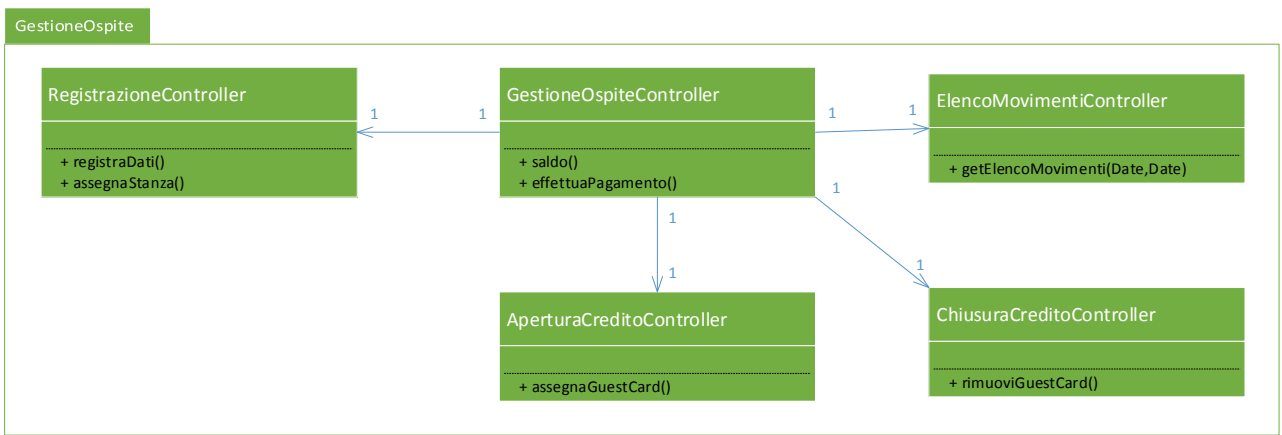 GestioneOspite
RegistrazioneController
+ registraDati()
+ assegnaStanza()
1
1
GestioneOspiteController
+ saldo()
+ effettuaPagamento()
1
1
ElencoMovimentiController
+ getElencoMovimenti(Date,Date)
1
1
1
1
AperturaCreditoController
+ assegnaGuestCard()
ChiusuraCreditoController
+ rimuoviGuestCard()